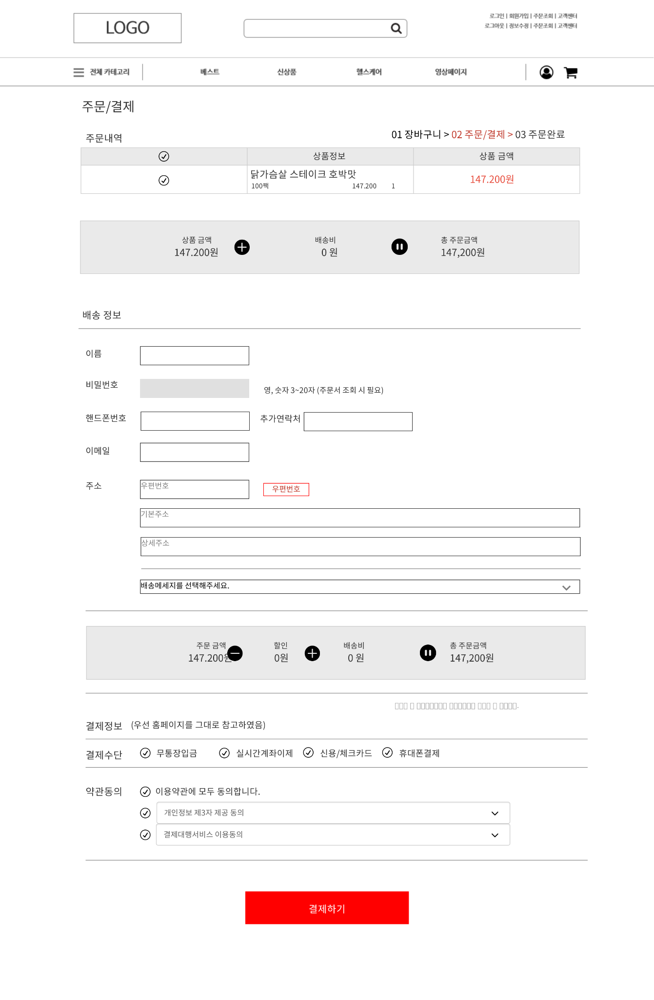 LOGO
로그인 | 회원가입 | 주문조회 | 고객센터
로그아웃 | 정보수정 | 주문조회 | 고객센터
전체 카테고리 베스트 신상품 헬스케어 영상페이지
주문/결제
01 장바구니 > 02 주문/결제 > 03 주문완료
주문내역
상품정보 상품 금액
닭가슴살 스테이크 호박맛
100팩 147.200 1
147.200원
상품 금액 배송비 총 주문금액
147.200원 0 원 147,200원
배송 정보
이름
비밀번호 영, 숫자 3~20자 (주문서 조회 시 필요)
핸드폰번호 추가연락처
이메일
주소 우편번호 우편번호
기본주소
상세주소
배송메세지를 선택해주세요.
주문 금액 할인 배송비 총 주문금액
147.200원 0원 0 원 147,200원
결제정보 (우선 홈페이지를 그대로 참고하였음)
결제수단 무통장입금 실시간계좌이제 신용/체크카드 휴대폰결제
약관동의 이용약관에 모두 동의합니다.
개인정보 제3자 제공 동의
결제대행서비스 이용동의
결제하기